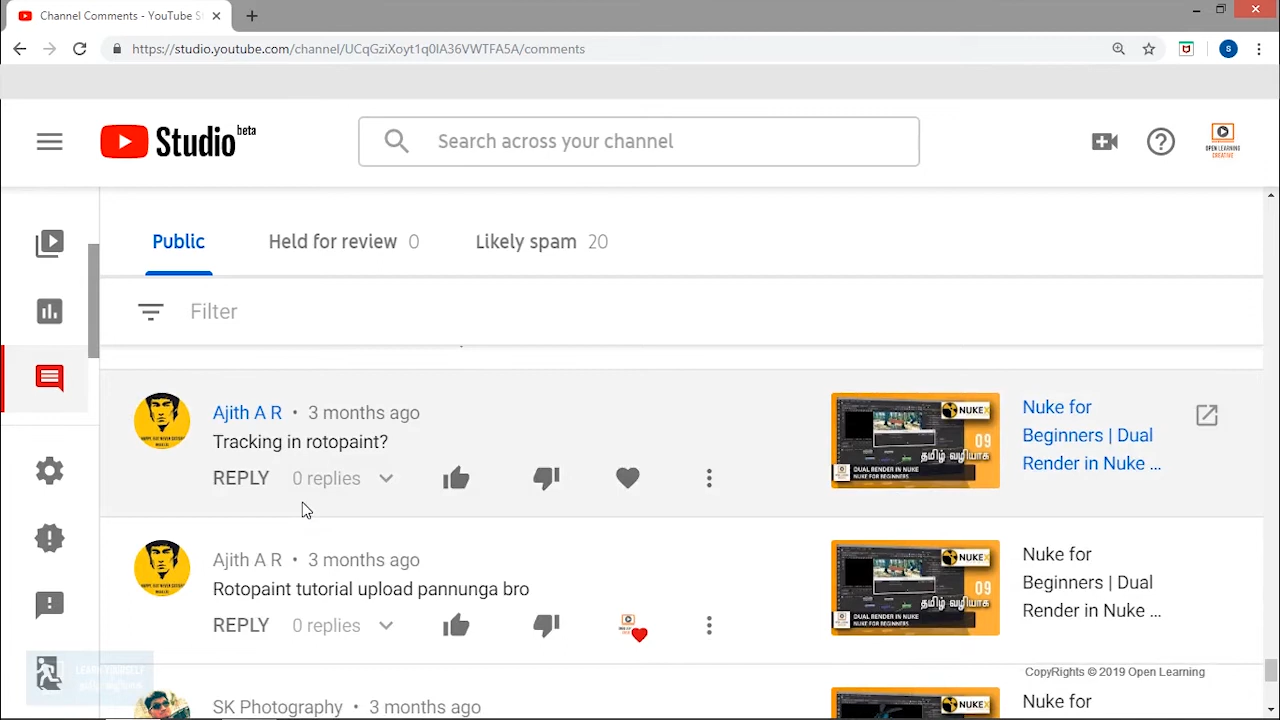 Channel Comments - YouTube S
https://studio.youtube.com/channel/UCqGziXoyt1q0IA36VWTFA5A/comments
S
Studio beta
Search across your channel
OPEN LEARNING
CREATIVE
Public
Held for review 0
Likely spam 20
Filter
Ajith A R • 3 months ago
Tracking in rotopaint?
REPLY 0 replies
NUKEX
09
தமிழ் வழியாக
DUAL RENDER IN NUKE
NUKE FOR BEGINNERS
Nuke for
Beginners | Dual
Render in Nuke ...
Ajith A R • 3 months ago
Rotopaint tutorial upload pannunga bro
REPLY 0 replies
NUKEX
09
தமிழ் வழியாக
DUAL RENDER IN NUKE
NUKE FOR BEGINNERS
Nuke for
Beginners | Dual
Render in Nuke ...
LEARN YOURSELF
CopyRights © 2019 Open Learning
SK Photography • 3 months ago
NUKEX
Nuke for